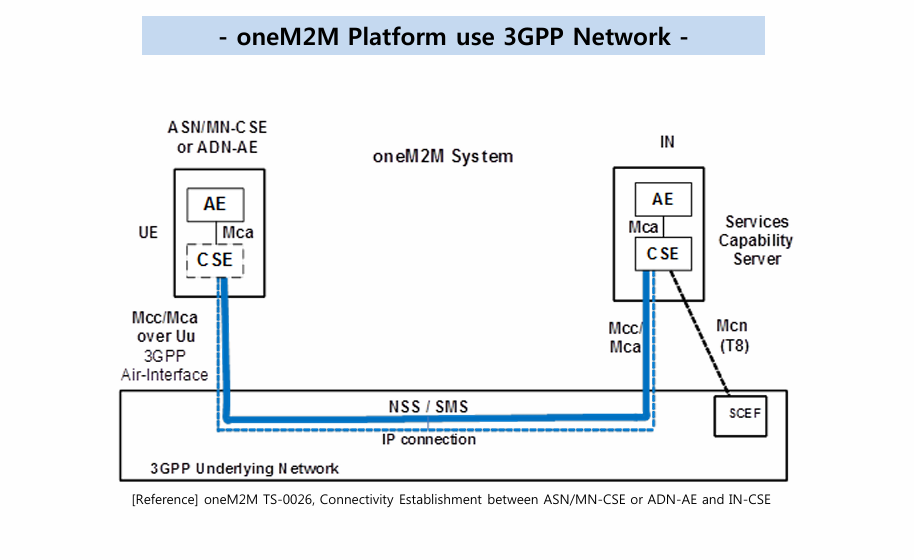 - oneM2M Platform use 3GPP Network -
ASN/MN-CSE
or ADN-AE
oneM2M System
IN
AE
Mca
CSE
UE
AE
Mca
CSE
Services
Capability
Server
Mcc/Mca
over Uu
3GPP
Air-Interface
Mcc/
Mca
Mcn
(T8)
NSS / SMS
IP connection
SCEF
3GPP Underlying Network
[Reference] oneM2M TS-0026, Connectivity Establishment between ASN/MN-CSE or ADN-AE and IN-CSE